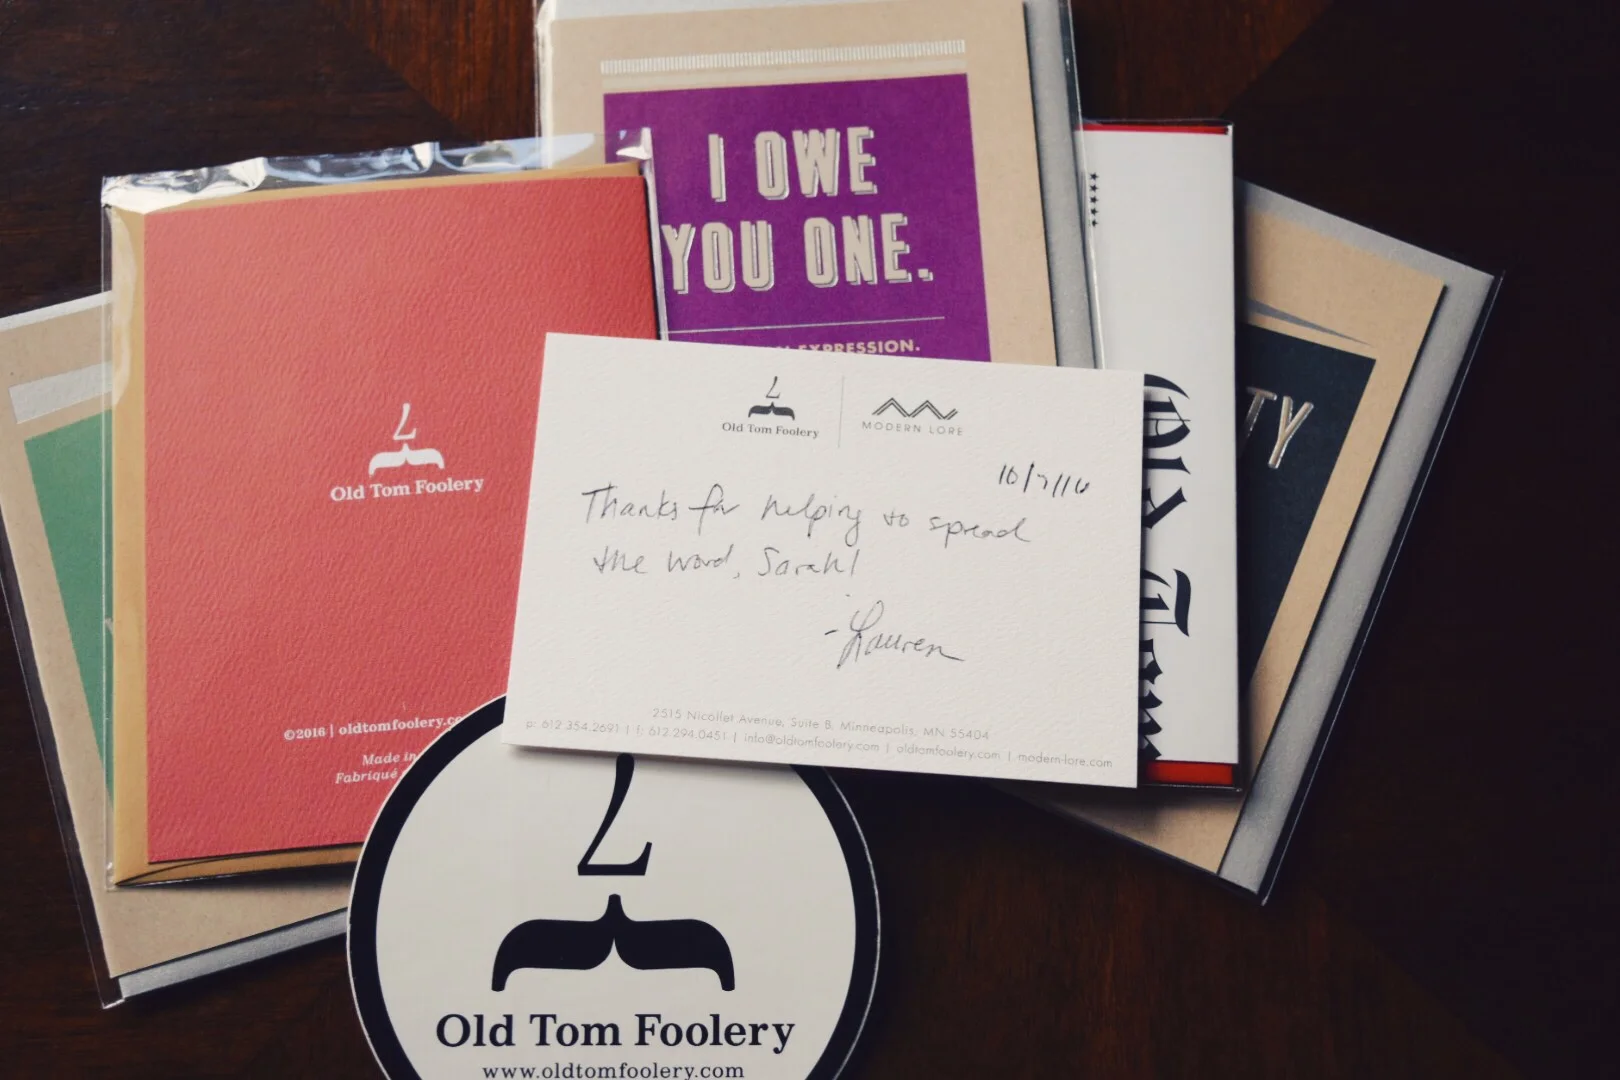 I OWE
YOU ONE.
EXPRESSION.
TY
Old Tom
Old Tom Foolery
©2016 | oldtomfoolery.co
Made in
Fabriqué
Old Tom Foolery
MODERN LORE
10/7/16
Thanks for helping to spread
the word, Sarah!
-Lauren
2515 Nicollet Avenue, Suite B, Minneapolis, MN 55404
p: 612.354.2691 | f: 612.294.0451 | info@oldtomfoolery.com | oldtomfoolery.com | modern-lore.com
Old Tom Foolery
www.oldtomfoolery.com